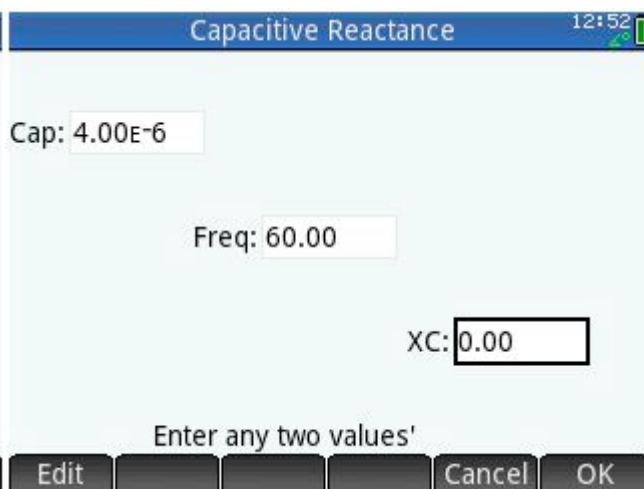 Capacitive Reactance 12:52
∠°
Cap: 4.00E-6
Freq: 60.00
XC: 0.00
Enter any two values'
Edit Cancel OK